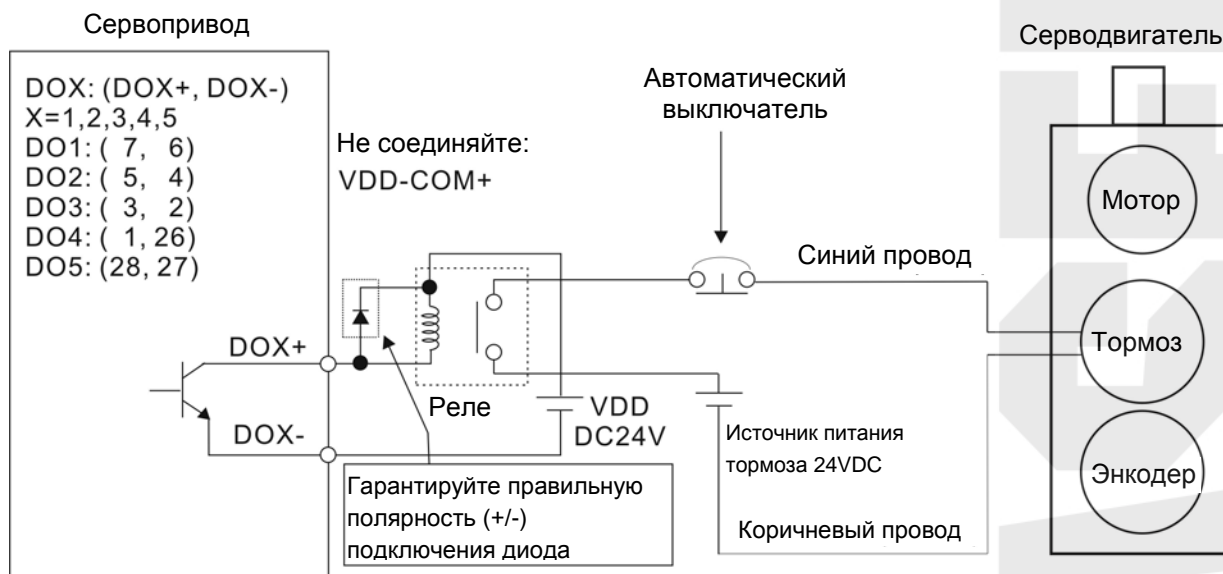 Сервопривод
DOX: (DOX+, DOX-)
X=1,2,3,4,5
DO1: ( 7, 6)
DO2: ( 5, 4)
DO3: ( 3, 2)
DO4: ( 1, 26)
DO5: (28, 27)
Не соединяйте:
VDD-COM+
Автоматический
выключатель
Серводвигатель
Мотор
Синий провод
Тормоз
DOX+
Реле
VDD
DC24V
DOX-
Источник питания
тормоза 24VDC
Энкодер
Гарантируйте правильную
полярность (+/-)
подключения диода
Коричневый провод